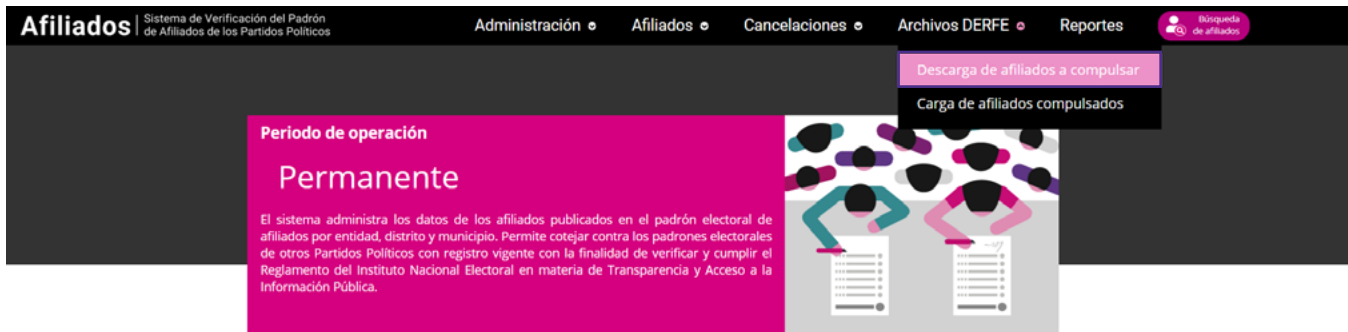 Afiliados
Sistema de Verificación del Padrón
de Afiliados de los Partidos Políticos
Administración
Afiliados
Cancelaciones
Archivos DERFE
Reportes
Búsqueda
de afiliados
Descarga de afiliados a compulsar
Carga de afiliados compulsados
Periodo de operación
Permanente
El sistema administra los datos de los afiliados publicados en el padrón electoral de
afiliados por entidad, distrito y municipio. Permite cotejar contra los padrones electorales
de otros Partidos Políticos con registro vigente con la finalidad de verificar y cumplir el
Reglamento del Instituto Nacional Electoral en materia de Transparencia y Acceso a la
Información Pública.